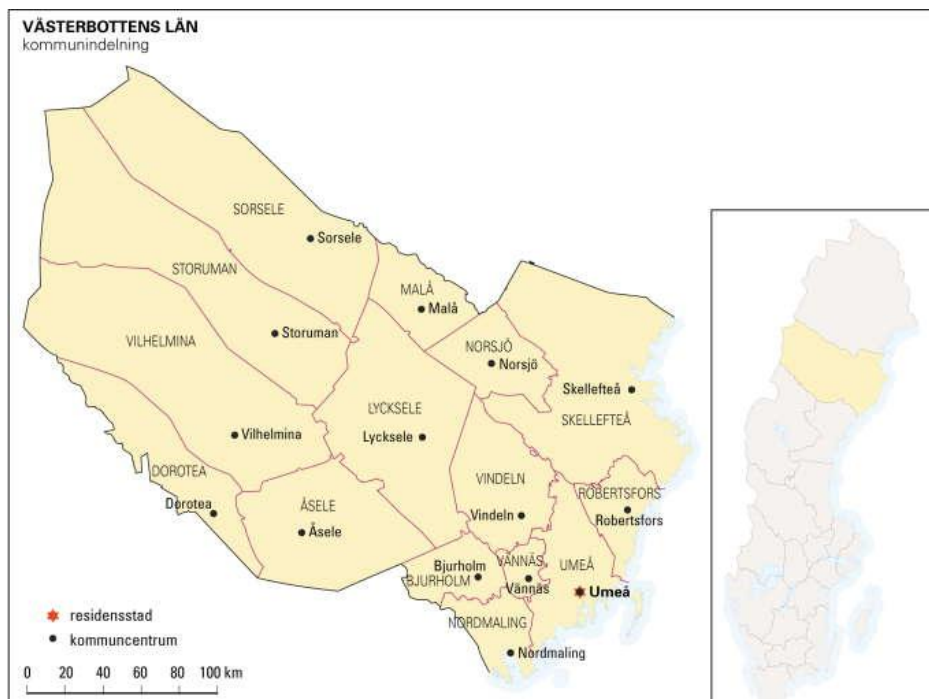 VÄSTERBOTTENS LÄN
kommunindelning
SORSELE
Sorsele
STORUMAN
MALÅ
Malå
Storuman
VILHELMINA
NORSJÖ
Norsjö
Skellefteå
LYCKSELE
SKELLEFTEÅ
Vilhelmina
Lycksele
DOROTEA
VINDELN
Dorotea
ÅSELE
ROBERTSFORS
Vindeln
Robertsfors
Åsele
Bjurholm
VÄNNÄS
UMEÅ
BJURHOLM
Vännäs
Umeå
residensstad
NORDMALING
kommuncentrum
Nordmaling
0 20 40 60 80 100 km